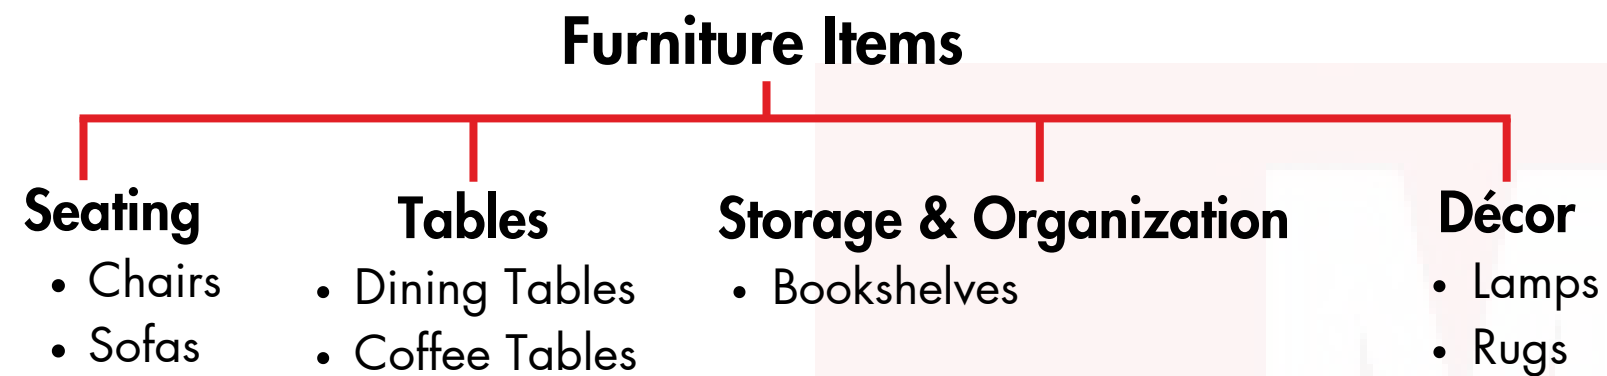 Furniture Items
Seating
• Chairs
• Sofas
Tables
• Dining Tables
• Coffee Tables
Storage & Organization
• Bookshelves
Décor
• Lamps
• Rugs